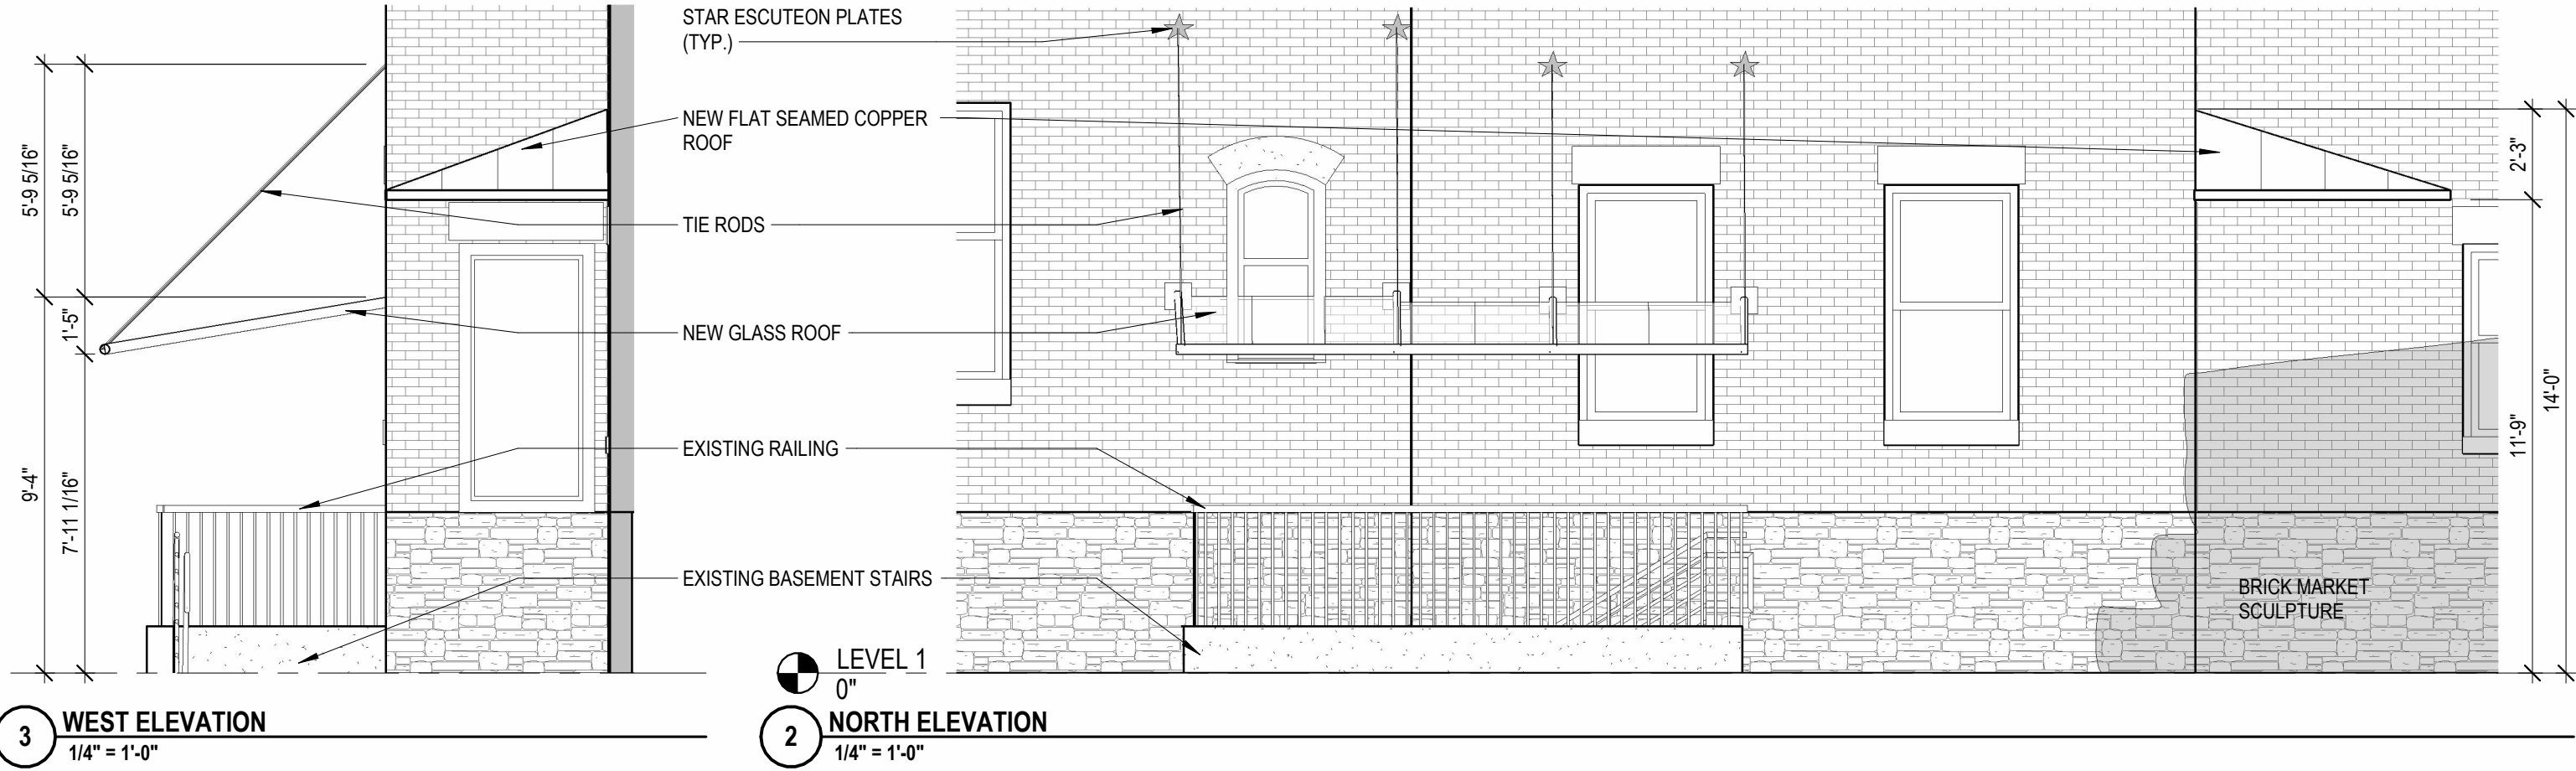 STAR ESCUTEON PLATES
(TYP.)
NEW FLAT SEAMED COPPER
ROOF
TIE RODS
NEW GLASS ROOF
EXISTING RAILING
EXISTING BASEMENT STAIRS
5'-9 5/16"
5'-9 5/16"
1'-5"
9'-4"
7'-11 1/16"
2'-3"
14'-0"
11'-9"
BRICK MARKET
SCULPTURE
LEVEL 1
0"
3 WEST ELEVATION
1/4" = 1'-0"
2 NORTH ELEVATION
1/4" = 1'-0"